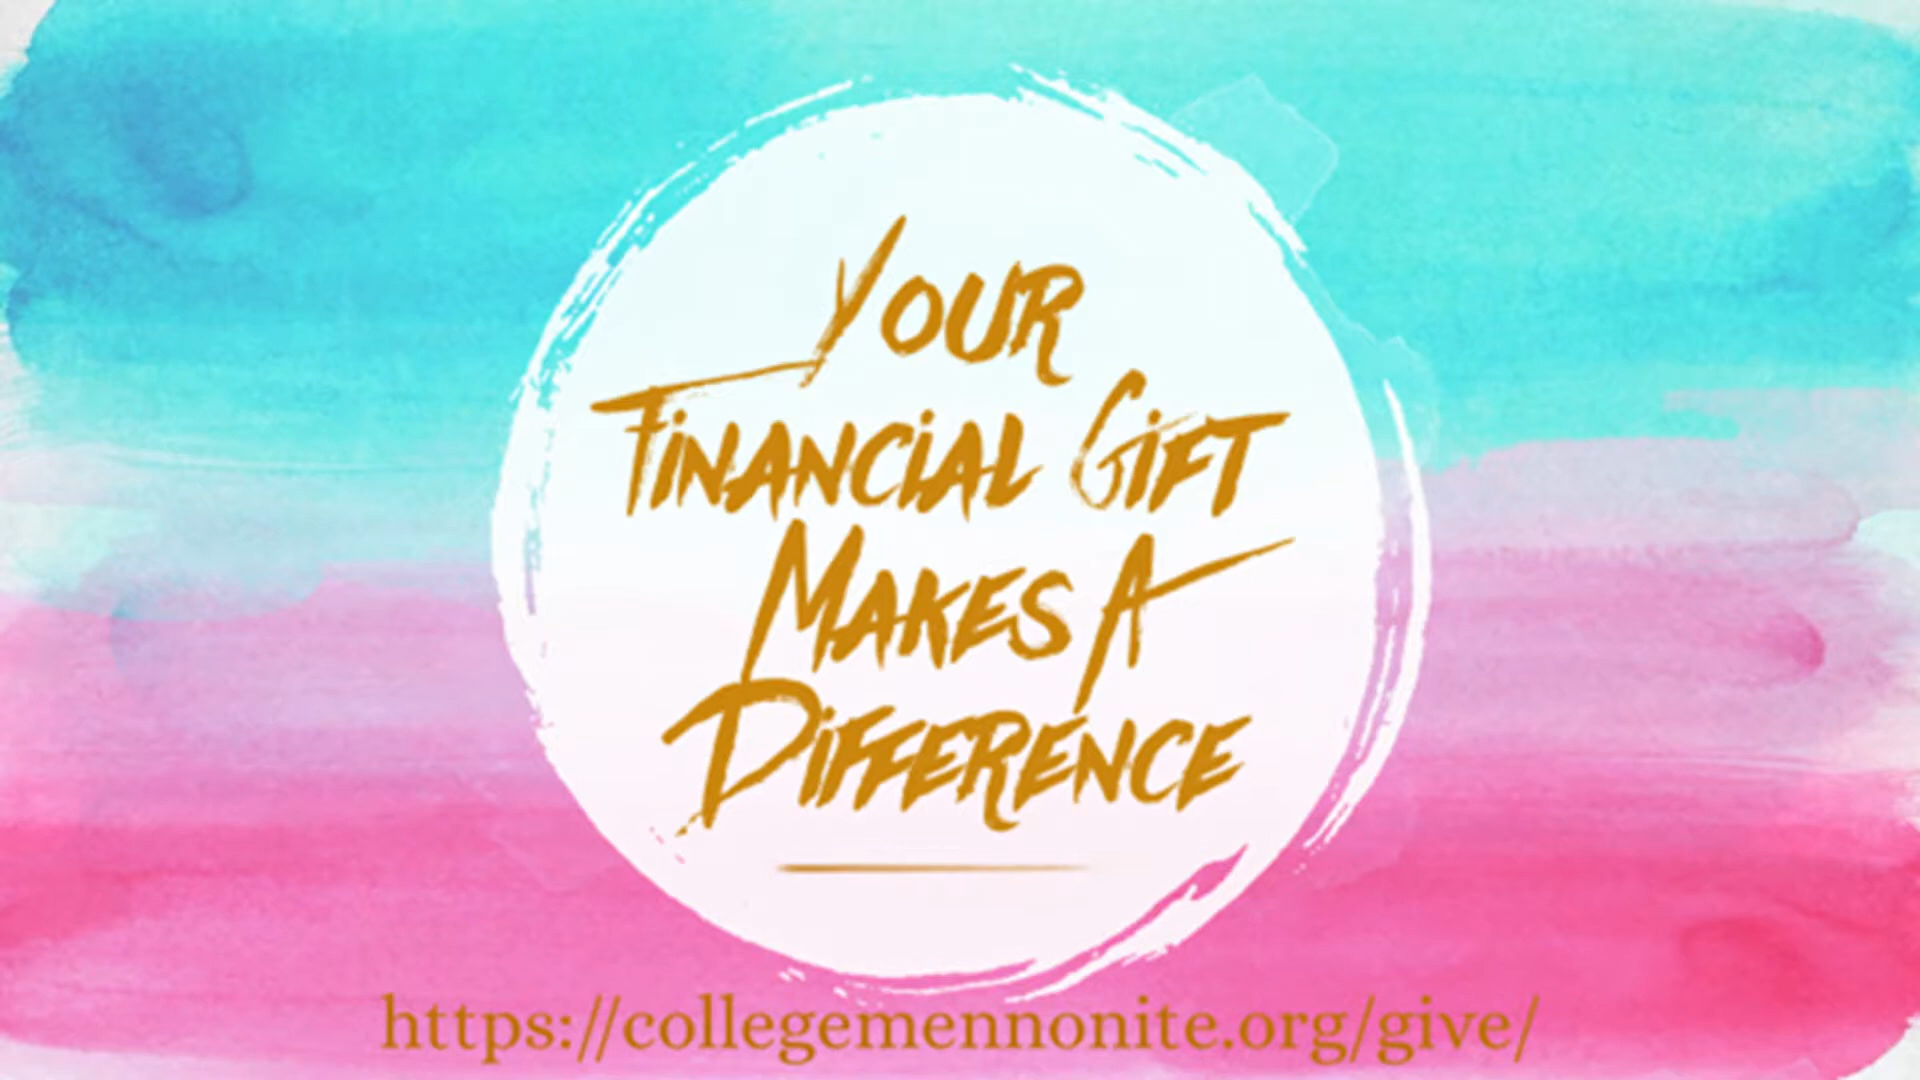 Your
Financial Gift
Makes A
Difference
https://collegemennonite.org/give/